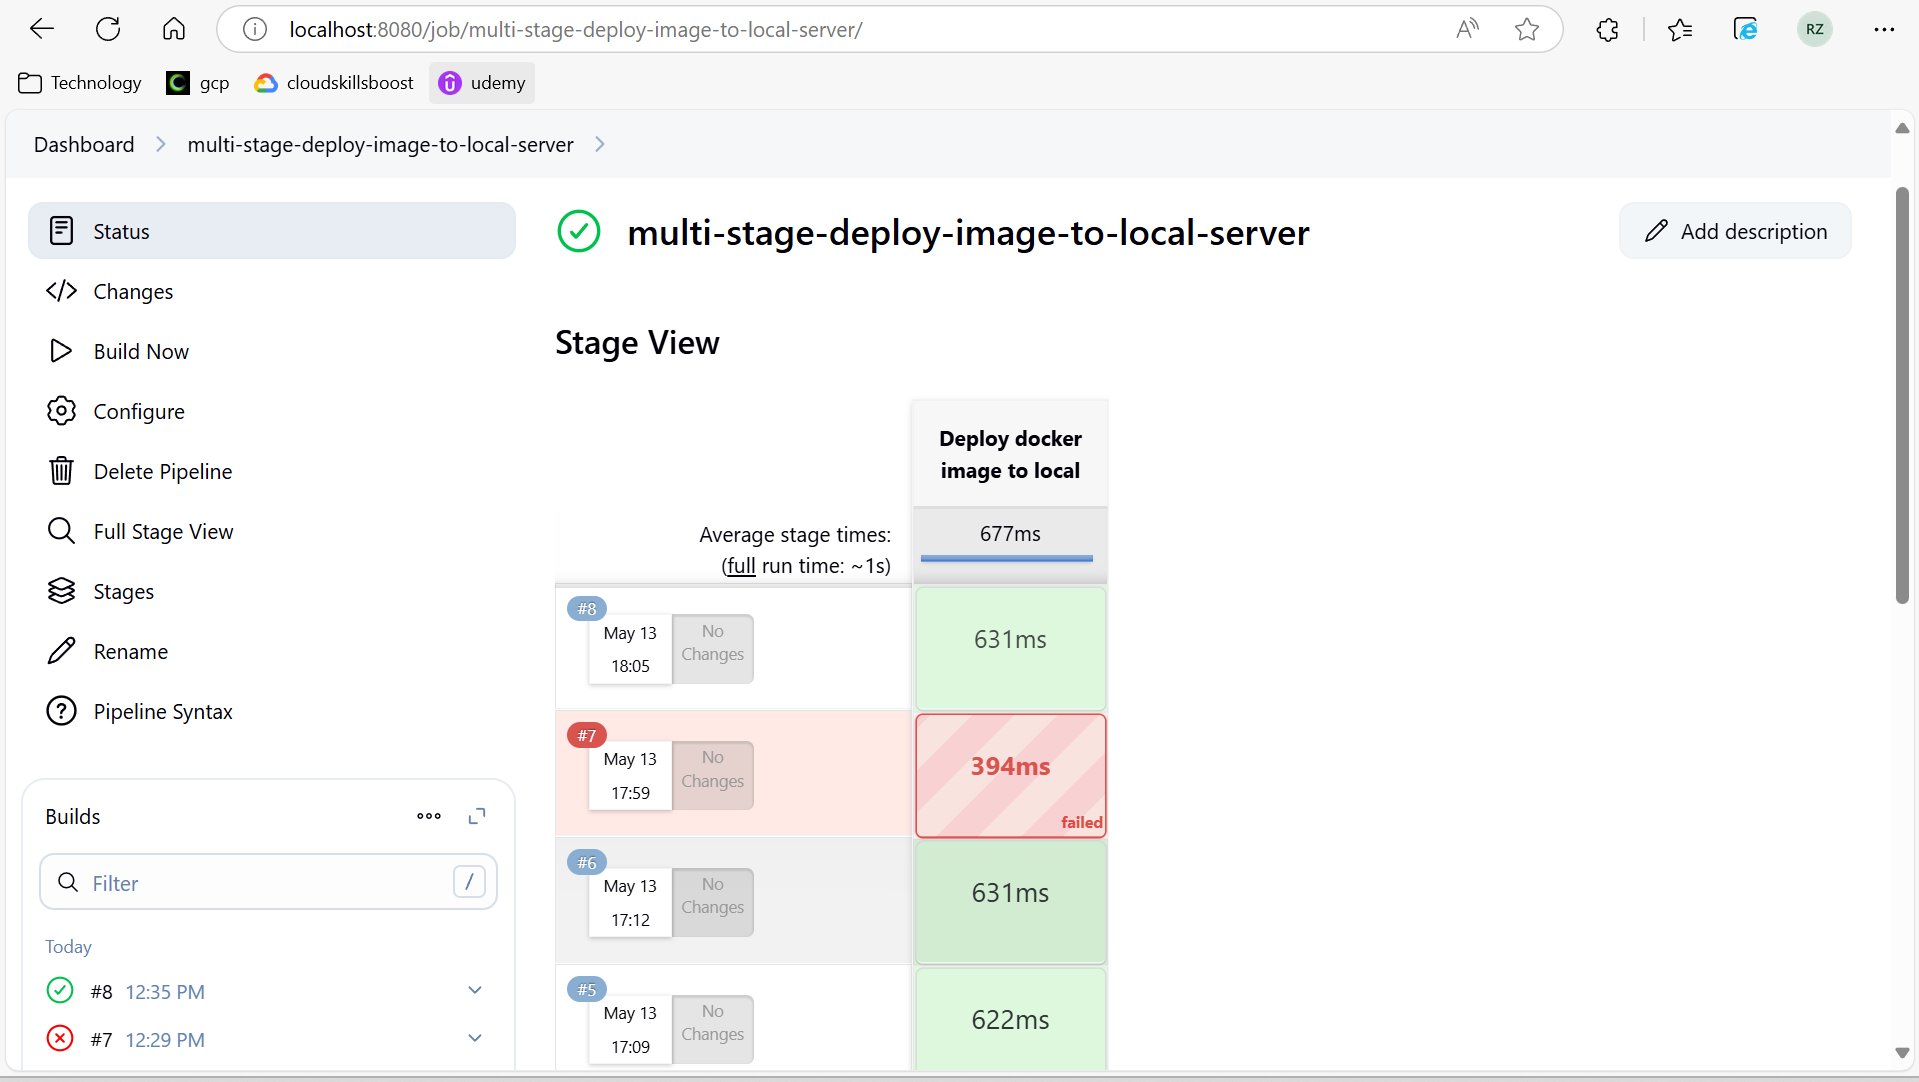 localhost:8080/job/multi-stage-deploy-image-to-local-server/
A
RZ
Technology
gcp
cloudskillsboost
udemy
Dashboard
multi-stage-deploy-image-to-local-server
Status
Changes
Build Now
Configure
Delete Pipeline
Full Stage View
Stages
Rename
Pipeline Syntax
Builds
Filter
/
Today
#8 12:35 PM
#7 12:29 PM
multi-stage-deploy-image-to-local-server
Add description
Stage View
Deploy docker
image to local
Average stage times:
(full run time: ~1s)
677ms
#8
May 13
18:05
No
Changes
631ms
#7
May 13
17:59
No
Changes
394ms
failed
#6
May 13
17:12
No
Changes
631ms
#5
May 13
17:09
No
Changes
622ms